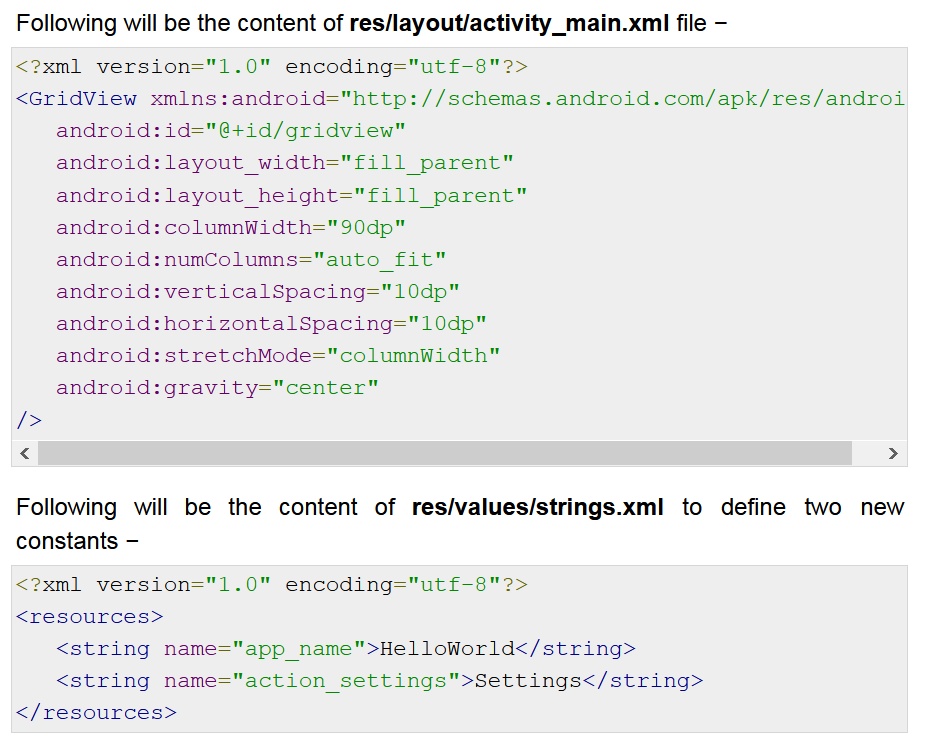 Following will be the content of res/layout/activity_main.xml file −
<?xml version="1.0" encoding="utf-8"?>
<GridView xmlns:android="http://schemas.android.com/apk/res/androi
android:id="@+id/gridview"
android:layout_width="fill_parent"
android:layout_height="fill_parent"
android:columnWidth="90dp"
android:numColumns="auto_fit"
android:verticalSpacing="10dp"
android:horizontalSpacing="10dp"
android:stretchMode="columnWidth"
android:gravity="center"
/>
Following will be the content of res/values/strings.xml to define two new
constants −
<?xml version="1.0" encoding="utf-8"?>
<resources>
<string name="app_name">HelloWorld</string>
<string name="action_settings">Settings</string>
</resources>